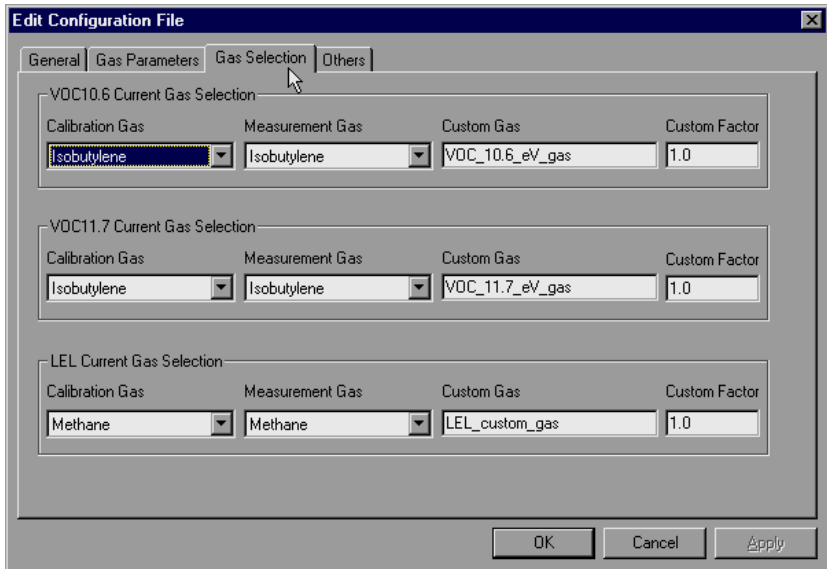 Edit Configuration File
General Gas Parameters Gas Selection Others
VOC10.6 Current Gas Selection
Calibration Gas Measurement Gas Custom Gas Custom Factor
Isobutylene Isobutylene VOC_10.6_eV_gas 1.0
VOC11.7 Current Gas Selection
Calibration Gas Measurement Gas Custom Gas Custom Factor
Isobutylene Isobutylene VOC_11.7_eV_gas 1.0
LEL Current Gas Selection
Calibration Gas Measurement Gas Custom Gas Custom Factor
Methane Methane LEL_custom_gas 1.0
OK Cancel Apply